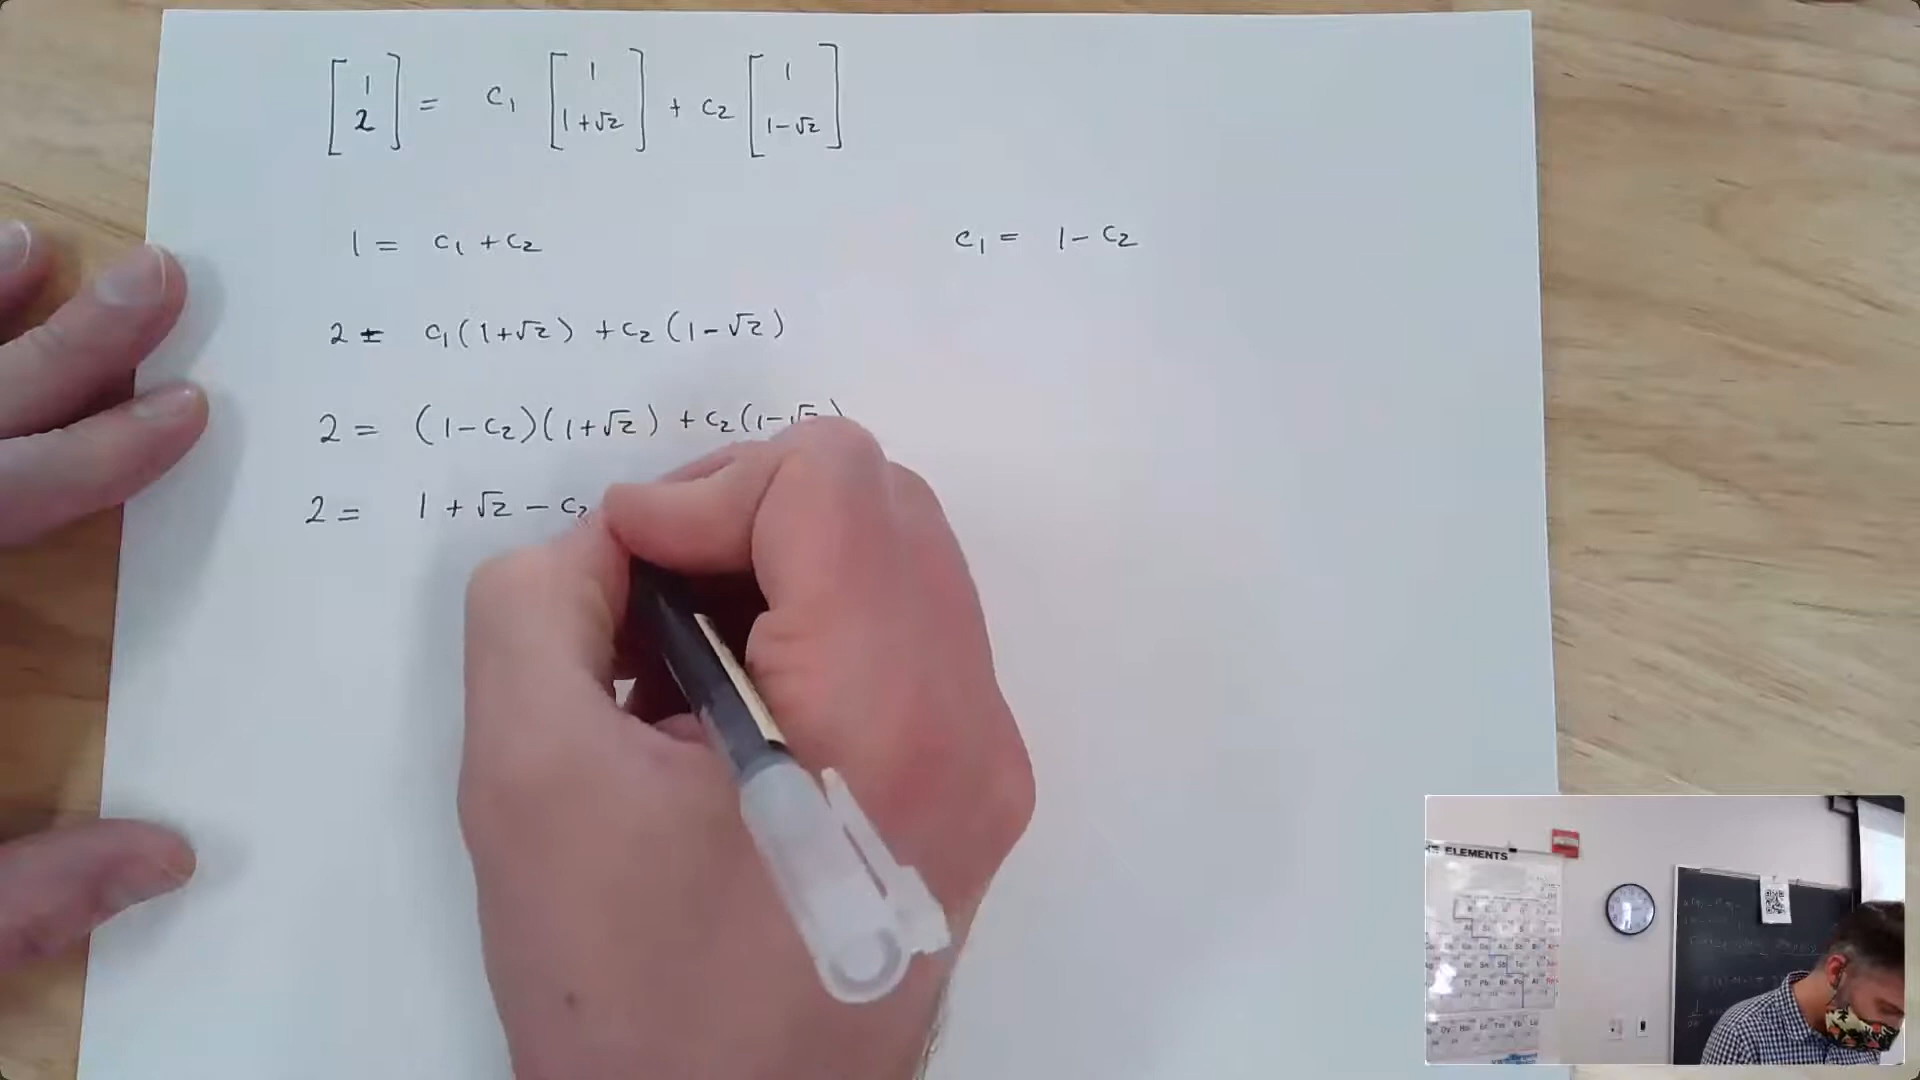 [1 2] = c₁ [1 1+√2] + c₂ [1 1-√2]
1 = c₁ + c₂
c₁ = 1 - c₂
2 = c₁(1+√2) + c₂(1-√2)
2 = (1-c₂)(1+√2) + c₂(1-√2)
2 = 1 + √2 - c₂
ELEMENTS